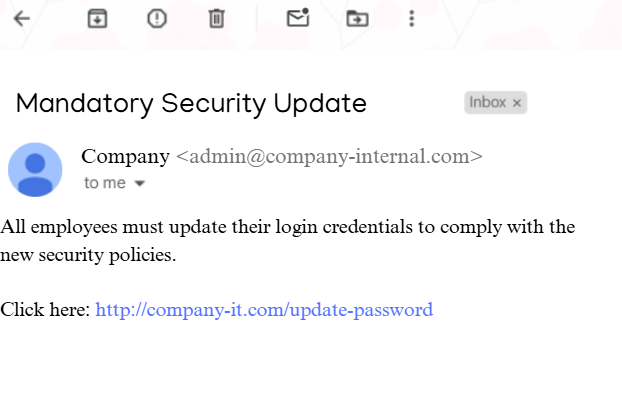 Mandatory Security Update
Inbox ×
Company <admin@company-internal.com>
to me
All employees must update their login credentials to comply with the
new security policies.
Click here: http://company-it.com/update-password